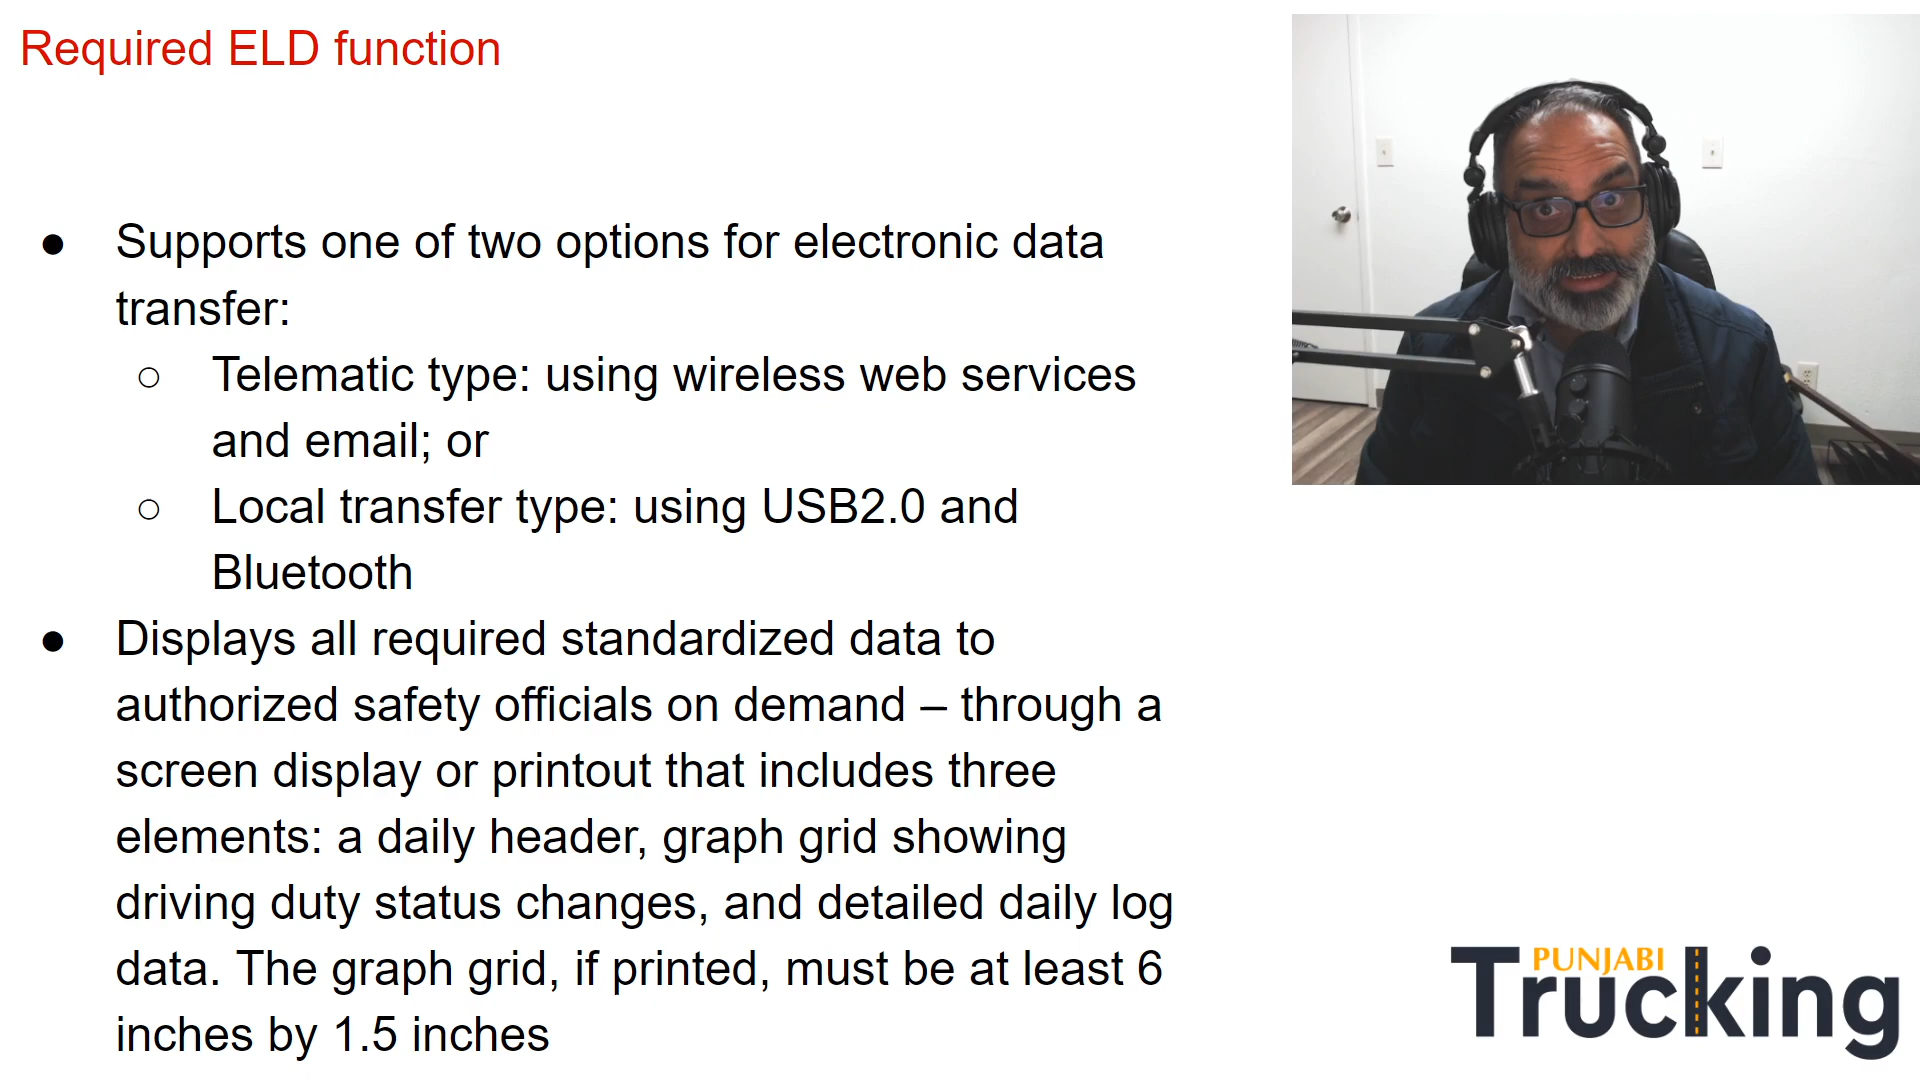 Required ELD function
● Supports one of two options for electronic data
transfer:
○ Telematic type: using wireless web services
and email; or
○ Local transfer type: using USB2.0 and
Bluetooth
● Displays all required standardized data to
authorized safety officials on demand – through a
screen display or printout that includes three
elements: a daily header, graph grid showing
driving duty status changes, and detailed daily log
data. The graph grid, if printed, must be at least 6
inches by 1.5 inches
PUNJABI
Trucking